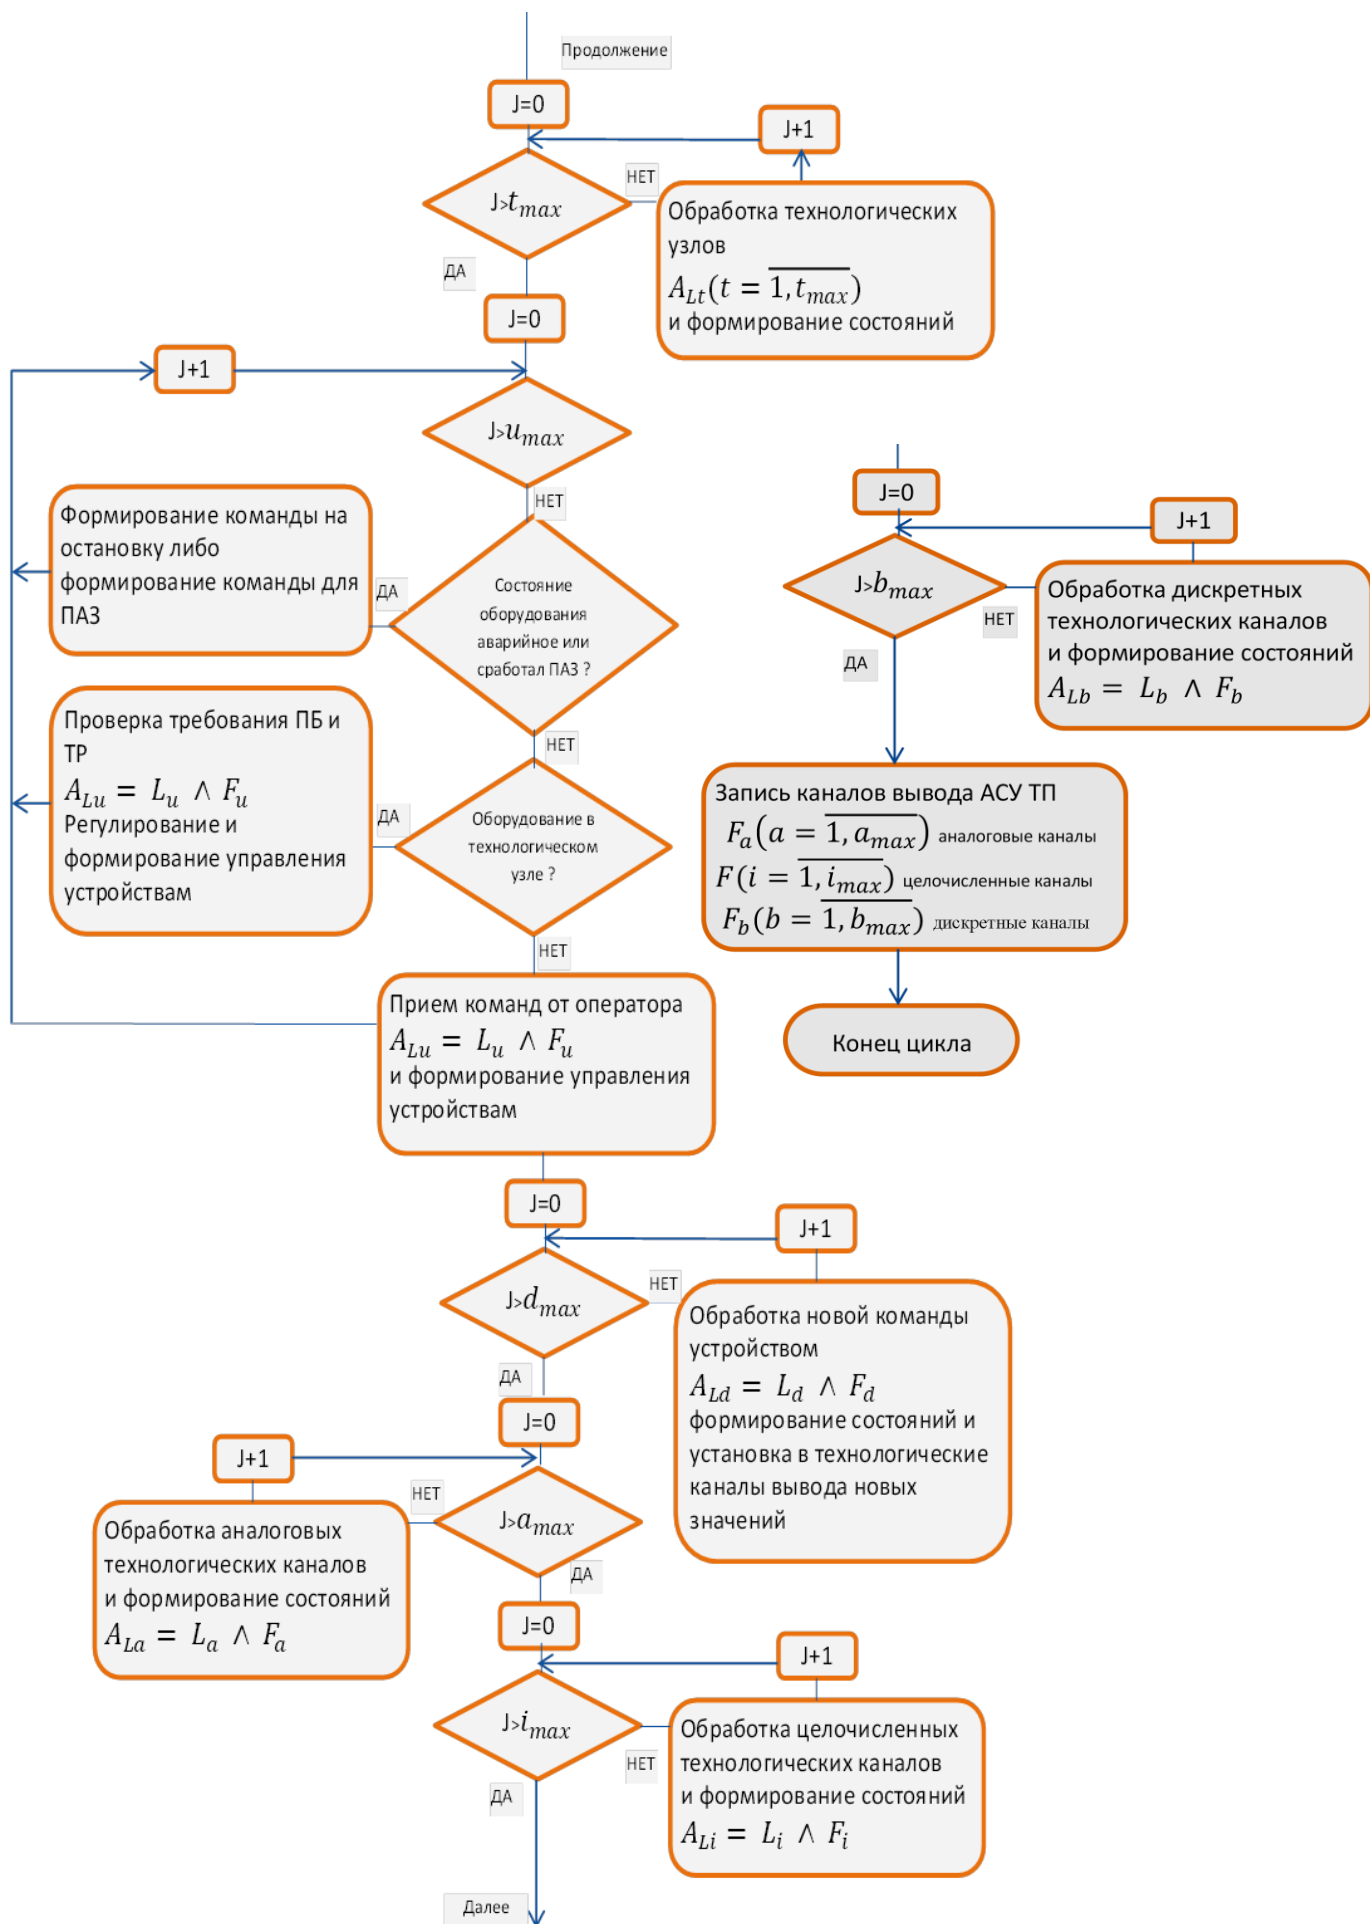 Продолжение
J=0
J+1
J>t_max
НЕТ
Обработка технологических
узлов
A_Lt(t = \overline{1, t_max})
и формирование состояний
ДА
J=0
J+1
J>u_max
НЕТ
Формирование команды на
остановку либо
формирование команды для
ПАЗ
ДА
Состояние
оборудования
аварийное или
сработал ПАЗ ?
НЕТ
Проверка требования ПБ и
ТР
A_Lu = L_u ∧ F_u
Регулирование и
формирование управления
устройствам
ДА
Оборудование в
технологическом
узле ?
НЕТ
Прием команд от оператора
A_Lu = L_u ∧ F_u
и формирование управления
устройствам
J=0
J+1
J>d_max
НЕТ
Обработка новой команды
устройством
A_Ld = L_d ∧ F_d
формирование состояний и
установка в технологические
каналы вывода новых
значений
ДА
J=0
J+1
J>a_max
НЕТ
Обработка аналоговых
технологических каналов
и формирование состояний
A_La = L_a ∧ F_a
ДА
J=0
J+1
J>i_max
НЕТ
Обработка целочисленных
технологических каналов
и формирование состояний
A_Li = L_i ∧ F_i
ДА
Далее
J=0
J+1
J>b_max
НЕТ
Обработка дискретных
технологических каналов
и формирование состояний
A_Lb = L_b ∧ F_b
ДА
Запись каналов вывода АСУ ТП
F_a(a = \overline{1, a_max}) аналоговые каналы
F(i = \overline{1, i_max}) целочисленные каналы
F_b(b = \overline{1, b_max}) дискретные каналы
Конец цикла